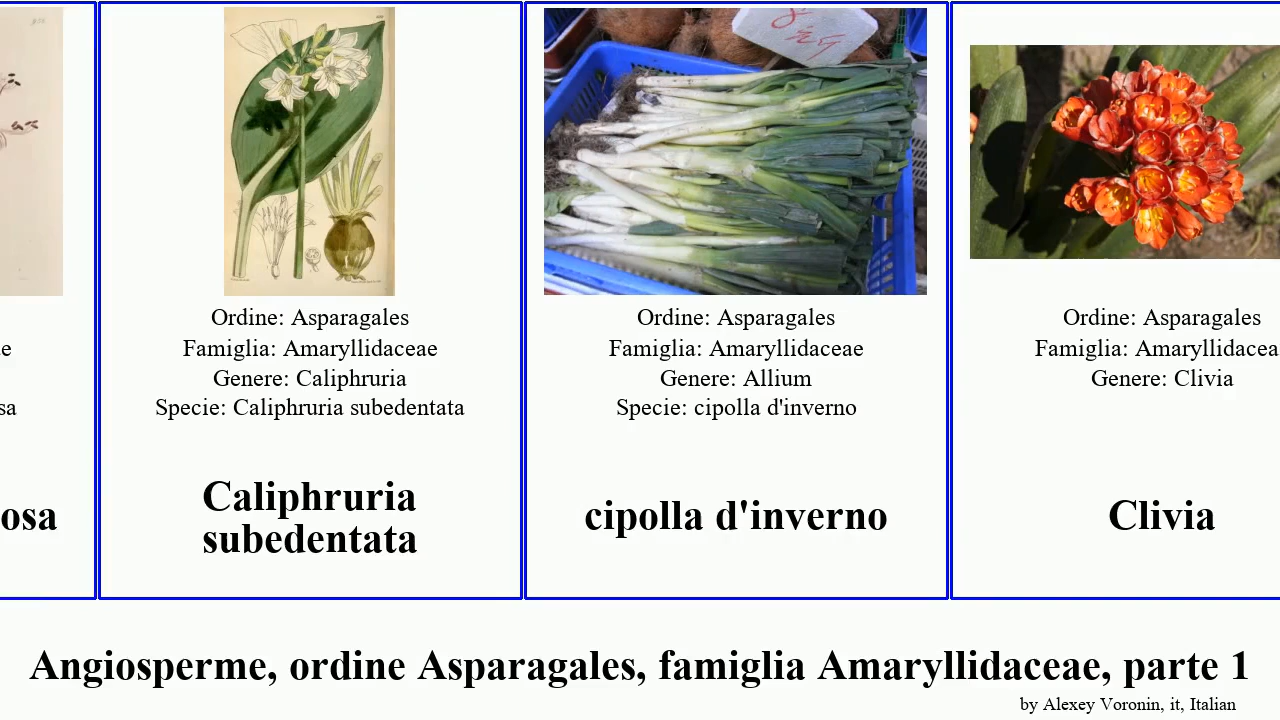 sa
osa
Ordine: Asparagales
Famiglia: Amaryllidaceae
Genere: Caliphruria
Specie: Caliphruria subedentata
Caliphruria
subedentata
Ordine: Asparagales
Famiglia: Amaryllidaceae
Genere: Allium
Specie: cipolla d'inverno
cipolla d'inverno
Ordine: Asparagales
Famiglia: Amaryllidacea
Genere: Clivia
Clivia
Angiosperme, ordine Asparagales, famiglia Amaryllidaceae, parte 1
by Alexey Voronin, it, Italian